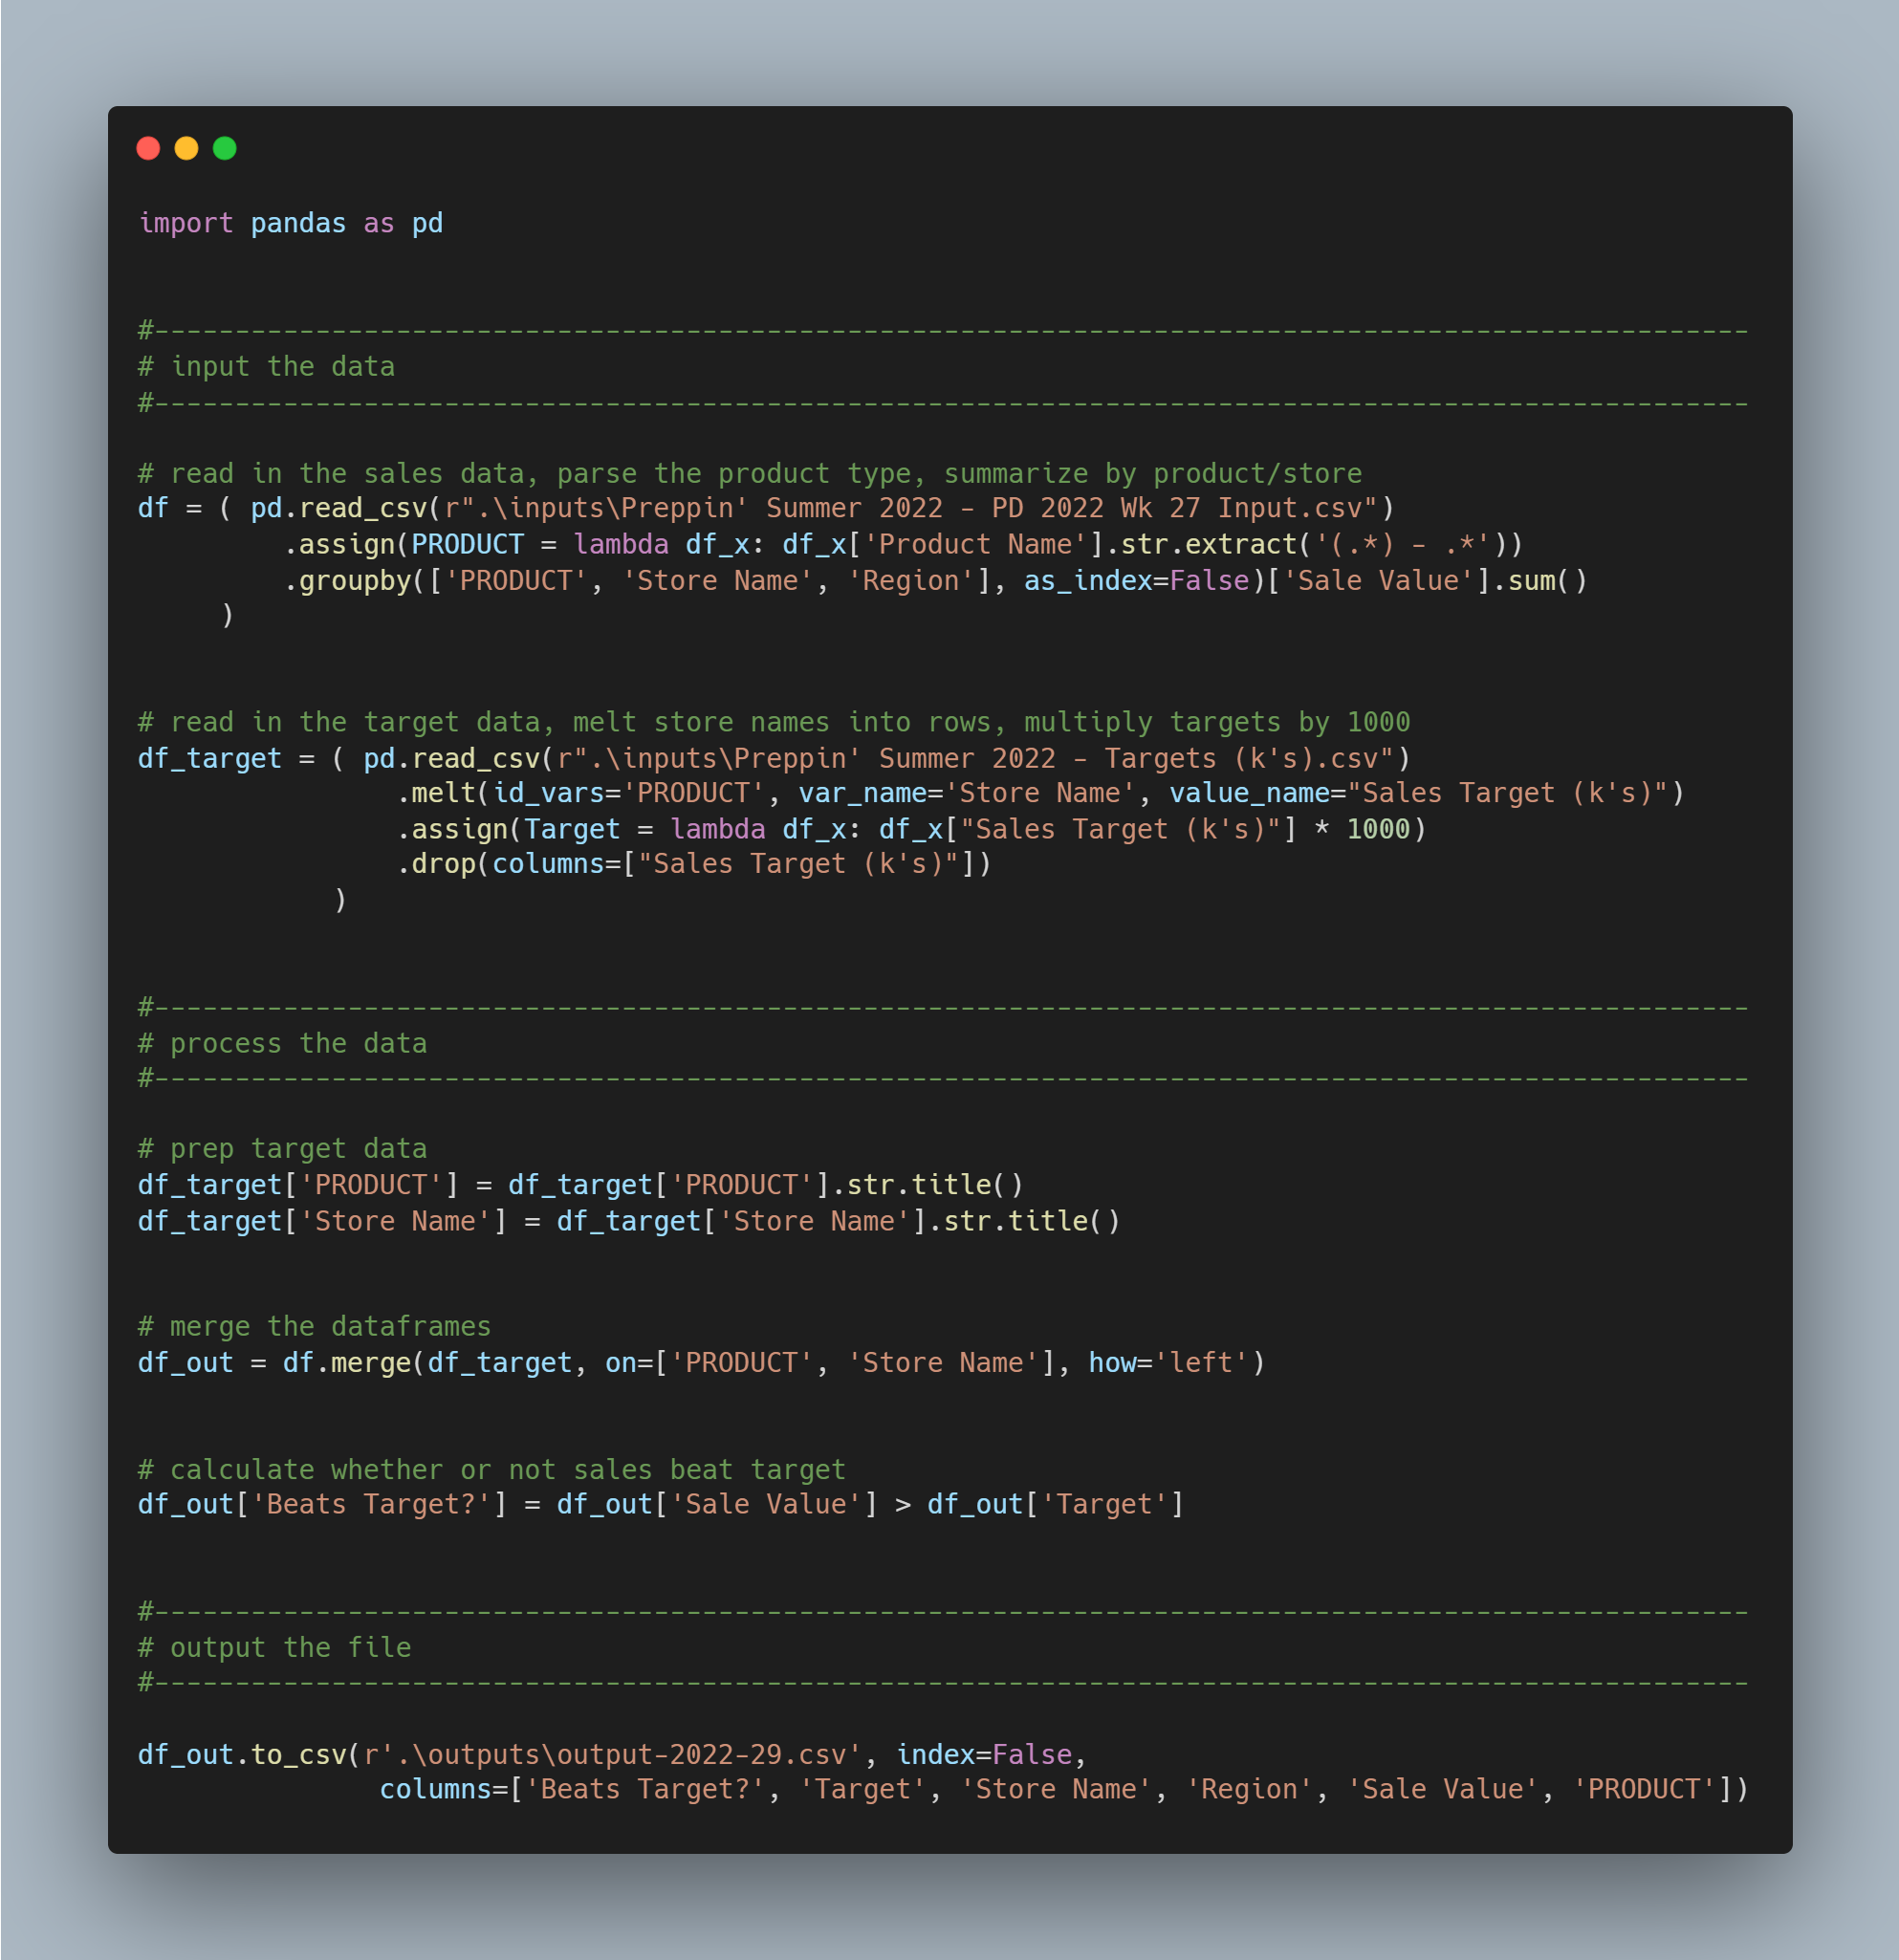 import pandas as pd
#---------------------------------------------------------------------------------------------------
# input the data
#---------------------------------------------------------------------------------------------------
# read in the sales data, parse the product type, summarize by product/store
df = ( pd.read_csv(r".\inputs\Preppin' Summer 2022 - PD 2022 Wk 27 Input.csv")
         .assign(PRODUCT = lambda df_x: df_x['Product Name'].str.extract('(.*) - .*'))
         .groupby(['PRODUCT', 'Store Name', 'Region'], as_index=False)['Sale Value'].sum()
     )
# read in the target data, melt store names into rows, multiply targets by 1000
df_target = ( pd.read_csv(r".\inputs\Preppin' Summer 2022 - Targets (k's).csv")
                .melt(id_vars='PRODUCT', var_name='Store Name', value_name="Sales Target (k's)")
                .assign(Target = lambda df_x: df_x["Sales Target (k's)"] * 1000)
                .drop(columns=["Sales Target (k's)"])
            )
#---------------------------------------------------------------------------------------------------
# process the data
#---------------------------------------------------------------------------------------------------
# prep target data
df_target['PRODUCT'] = df_target['PRODUCT'].str.title()
df_target['Store Name'] = df_target['Store Name'].str.title()
# merge the dataframes
df_out = df.merge(df_target, on=['PRODUCT', 'Store Name'], how='left')
# calculate whether or not sales beat target
df_out['Beats Target?'] = df_out['Sale Value'] > df_out['Target']
#---------------------------------------------------------------------------------------------------
# output the file
#---------------------------------------------------------------------------------------------------
df_out.to_csv(r'.\outputs\output-2022-29.csv', index=False,
               columns=['Beats Target?', 'Target', 'Store Name', 'Region', 'Sale Value', 'PRODUCT'])